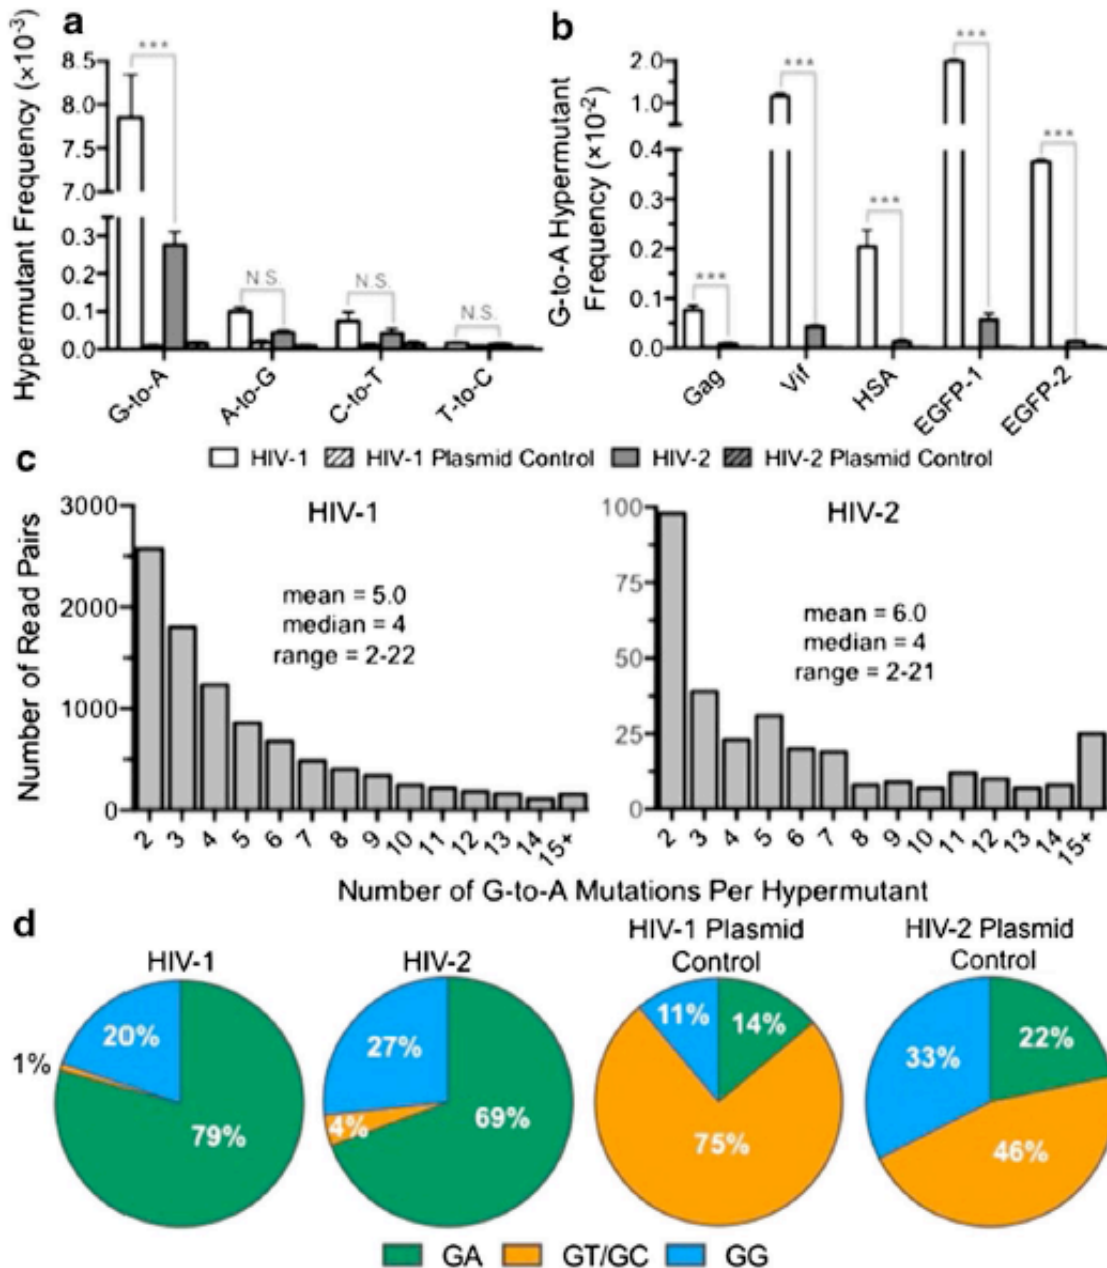 a
b
Hypermutant Frequency (×10⁻³)
8.5
8.0
7.5
7.0
0.3
0.2
0.1
0.0
***
N.S.
N.S.
N.S.
G-to-A
A-to-G
C-to-T
T-to-C
G-to-A Hypermutant
Frequency (×10⁻²)
2.0
1.0
0.4
0.3
0.2
0.1
0.0
***
***
***
***
***
Gag
Vif
HSA
EGFP-1
EGFP-2
HIV-1 HIV-1 Plasmid Control HIV-2 HIV-2 Plasmid Control
c
Number of Read Pairs
3000
2000
1000
0
HIV-1
mean = 5.0
median = 4
range = 2-22
2 3 4 5 6 7 8 9 10 11 12 13 14 15+
100
75
50
25
0
HIV-2
mean = 6.0
median = 4
range = 2-21
2 3 4 5 6 7 8 9 10 11 12 13 14 15+
Number of G-to-A Mutations Per Hypermutant
d
HIV-1
20%
1%
79%
HIV-2
27%
4%
69%
HIV-1 Plasmid
Control
11%
14%
75%
HIV-2 Plasmid
Control
33%
22%
46%
GA GT/GC GG